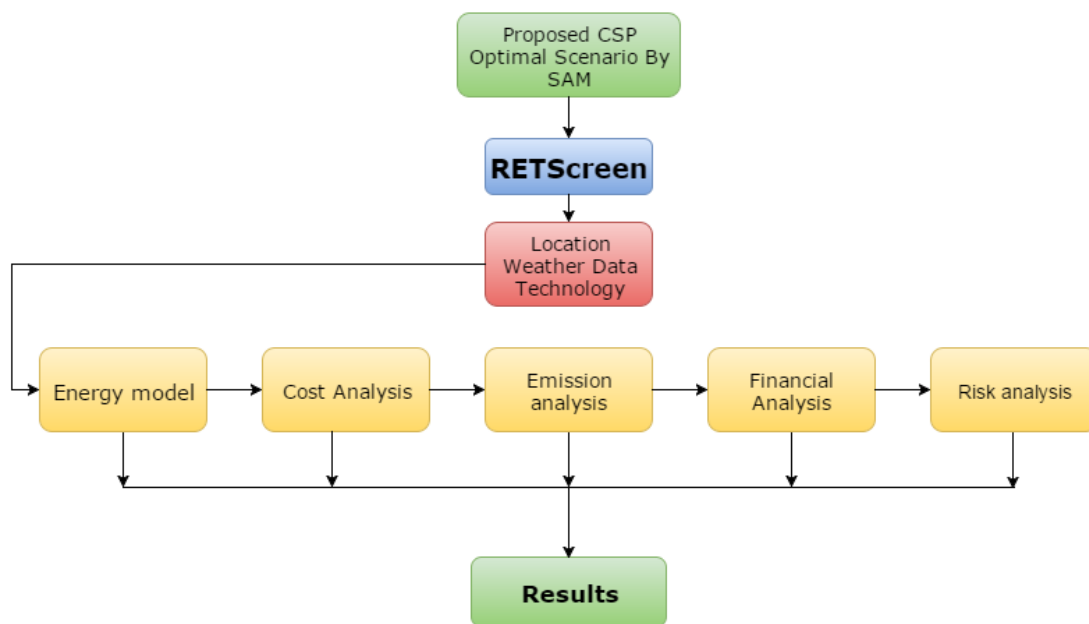 Proposed CSP
Optimal Scenario By
SAM
RETScreen
Location
Weather Data
Technology
Energy model
Cost Analysis
Emission
analysis
Financial
Analysis
Risk analysis
Results